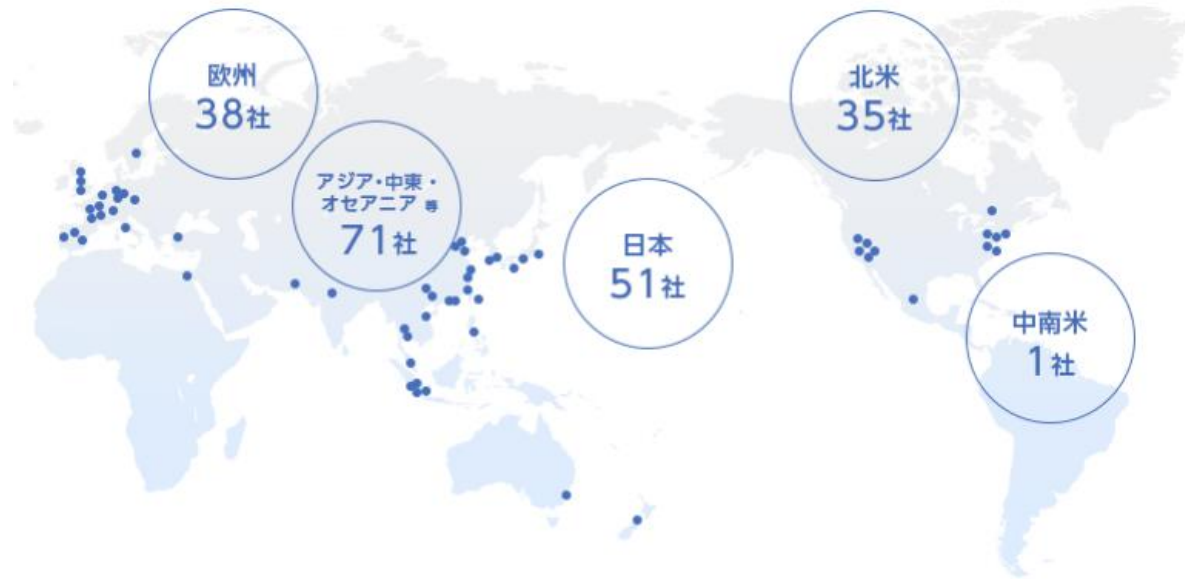 欧州
38社
アジア・中東・
オセアニア 等
71社
日本
51社
北米
35社
中南米
1社